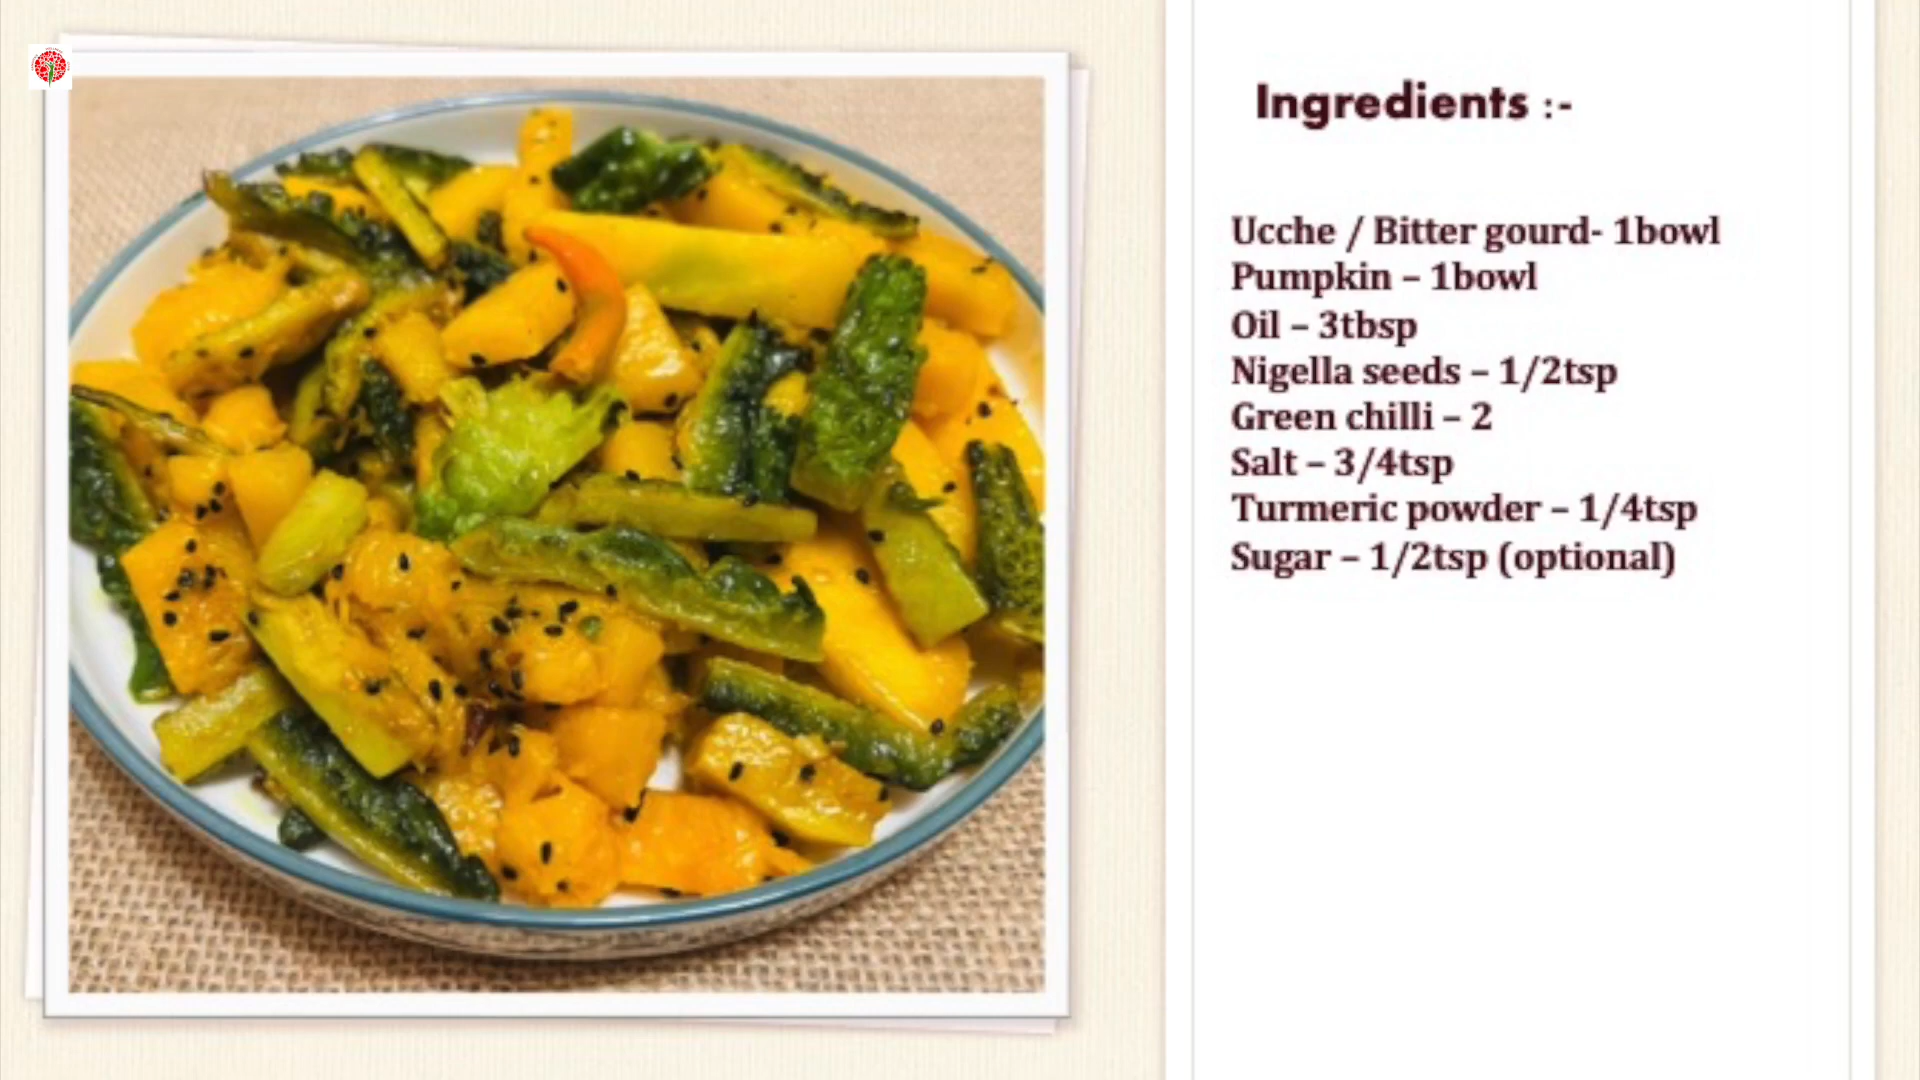 Ingredients :-
Ucche / Bitter gourd- 1bowl
Pumpkin – 1bowl
Oil – 3tbsp
Nigella seeds – 1/2tsp
Green chilli – 2
Salt – 3/4tsp
Turmeric powder – 1/4tsp
Sugar – 1/2tsp (optional)